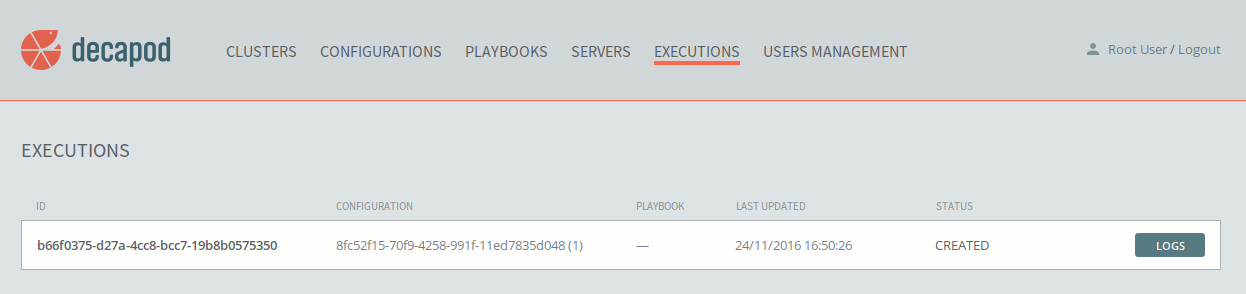 decapod CLUSTERS CONFIGURATIONS PLAYBOOKS SERVERS EXECUTIONS USERS MANAGEMENT Root User / Logout
EXECUTIONS
ID CONFIGURATION PLAYBOOK LAST UPDATED STATUS
b66f0375-d27a-4cc8-bcc7-19b8b0575350 8fc52f15-70f9-4258-991f-11ed7835d048 (1) — 24/11/2016 16:50:26 CREATED LOGS